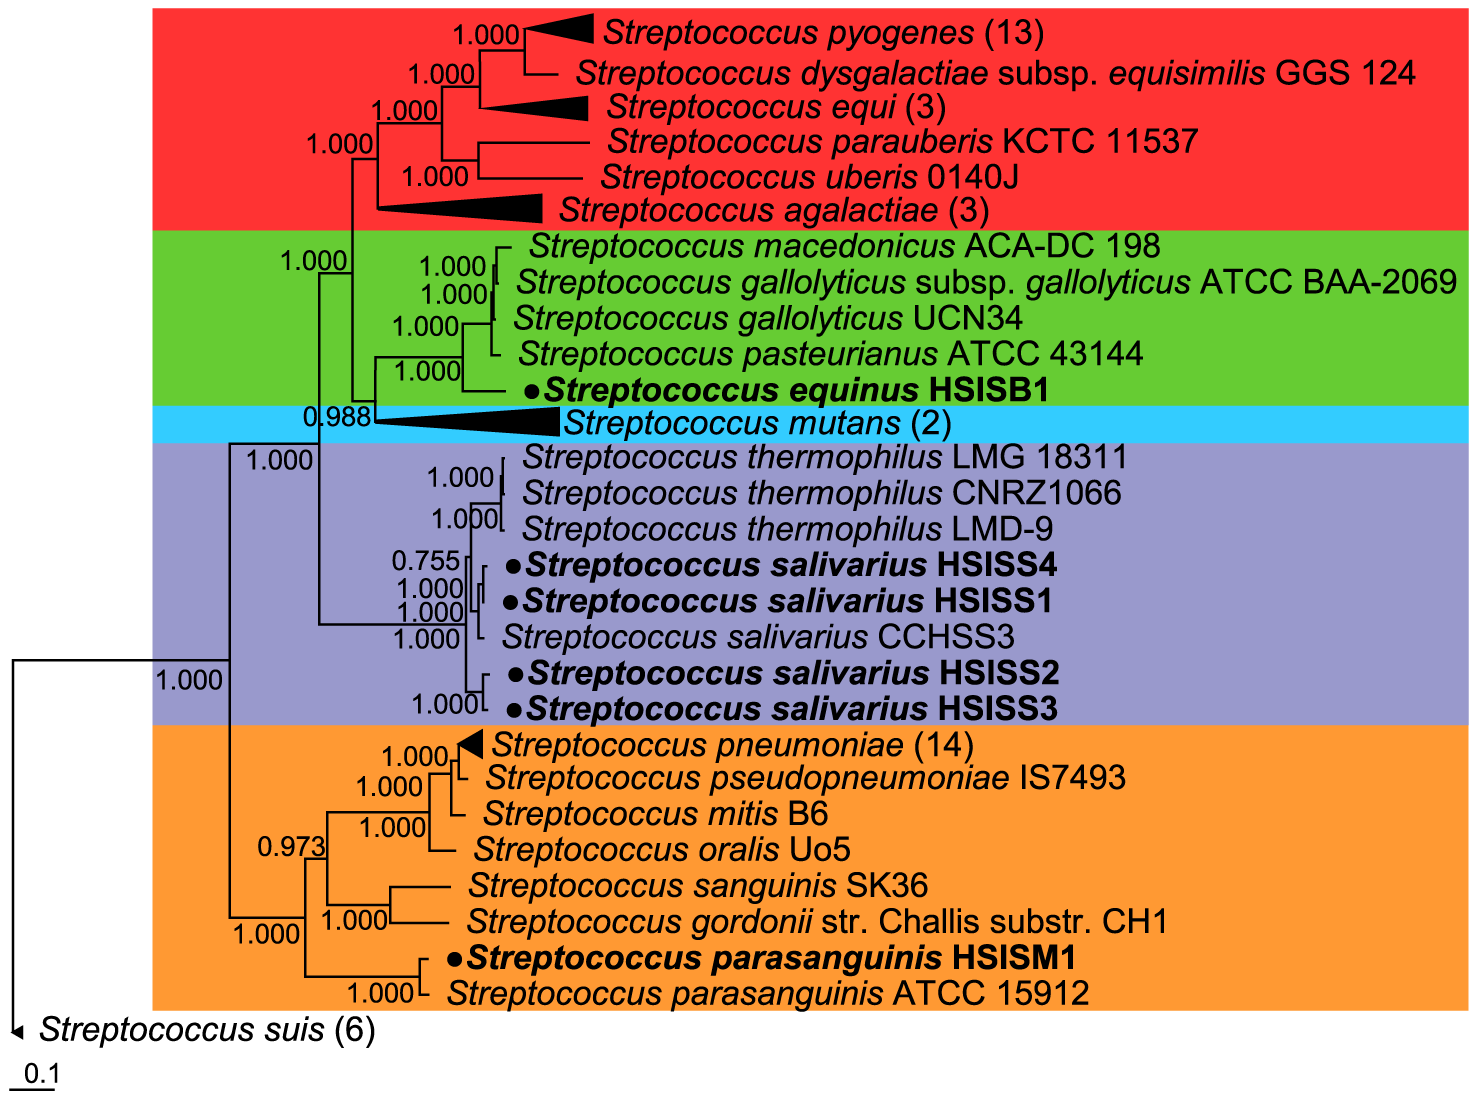 1.000
Streptococcus pyogenes (13)
1.000
Streptococcus dysgalactiae subsp. equisimilis GGS 124
1.000
Streptococcus equi (3)
1.000
Streptococcus parauberis KCTC 11537
1.000
Streptococcus uberis 0140J
Streptococcus agalactiae (3)
1.000
Streptococcus macedonicus ACA-DC 198
1.000
Streptococcus gallolyticus subsp. gallolyticus ATCC BAA-2069
1.000
Streptococcus gallolyticus UCN34
1.000
Streptococcus pasteurianus ATCC 43144
1.000
●Streptococcus equinus HSISB1
0.988
Streptococcus mutans (2)
1.000
Streptococcus thermophilus LMG 18311
1.000
Streptococcus thermophilus CNRZ1066
1.000
Streptococcus thermophilus LMD-9
0.755
●Streptococcus salivarius HSISS4
1.000
●Streptococcus salivarius HSISS1
1.000
1.000
Streptococcus salivarius CCHSS3
1.000
●Streptococcus salivarius HSISS2
1.000
●Streptococcus salivarius HSISS3
1.000
Streptococcus pneumoniae (14)
1.000
Streptococcus pseudopneumoniae IS7493
1.000
Streptococcus mitis B6
0.973
Streptococcus oralis Uo5
Streptococcus sanguinis SK36
1.000
Streptococcus gordonii str. Challis substr. CH1
1.000
●Streptococcus parasanguinis HSISM1
1.000
Streptococcus parasanguinis ATCC 15912
Streptococcus suis (6)
0.1